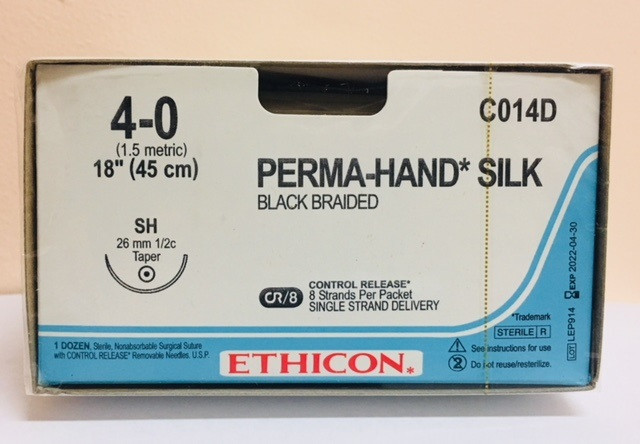 4-0
(1.5 metric)
18" (45 cm)
SH
26 mm 1/2c
Taper
C014D
PERMA-HAND* SILK
BLACK BRAIDED
CR/8
CONTROL RELEASE*
8 Strands Per Packet
SINGLE STRAND DELIVERY
EXP 2022-04-30
LOT LEP914
*Trademark
STERILE R
See instructions for use
2 Do not reuse/resterilize.
1 DOZEN, Sterile, Nonabsorbable Surgical Suture
with CONTROL RELEASE* Removable Needles. U.S.P.
ETHICON*